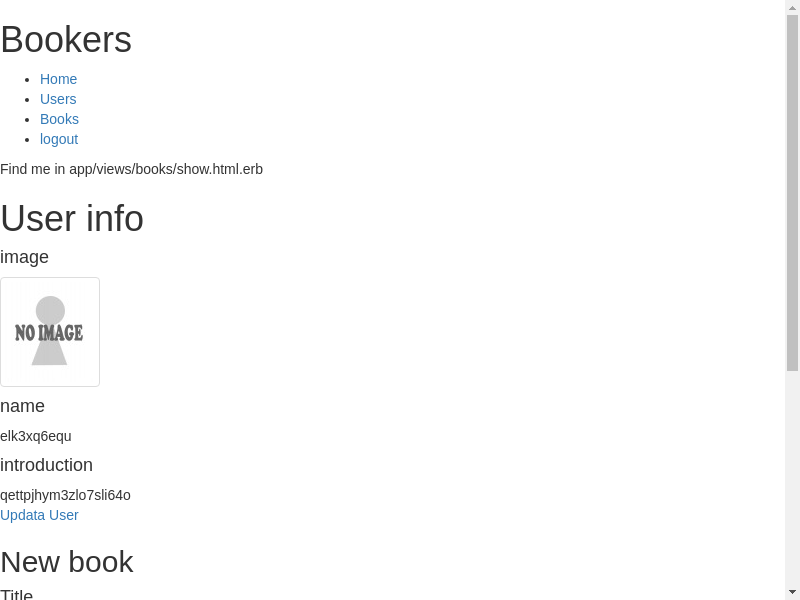 Bookers
Home
Users
Books
logout
Find me in app/views/books/show.html.erb
User info
image
NO IMAGE
name
elk3xq6equ
introduction
qettpjhym3zlo7sli64o
Updata User
New book
Title